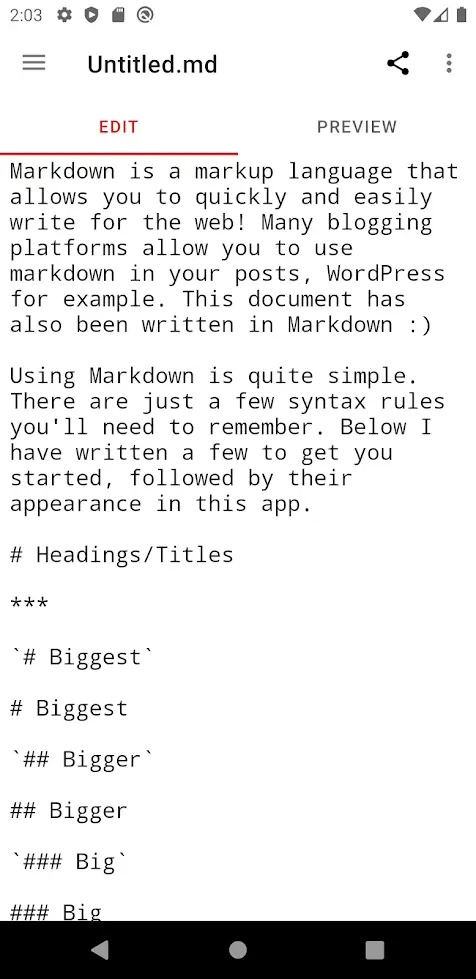 2:03
Untitled.md
EDIT
PREVIEW
Markdown is a markup language that
allows you to quickly and easily
write for the web! Many blogging
platforms allow you to use
markdown in your posts, WordPress
for example. This document has
also been written in Markdown :)
Using Markdown is quite simple.
There are just a few syntax rules
you'll need to remember. Below I
have written a few to get you
started, followed by their
appearance in this app.
# Headings/Titles
***
`# Biggest`
# Biggest
`## Bigger`
## Bigger
`### Big`
### Big